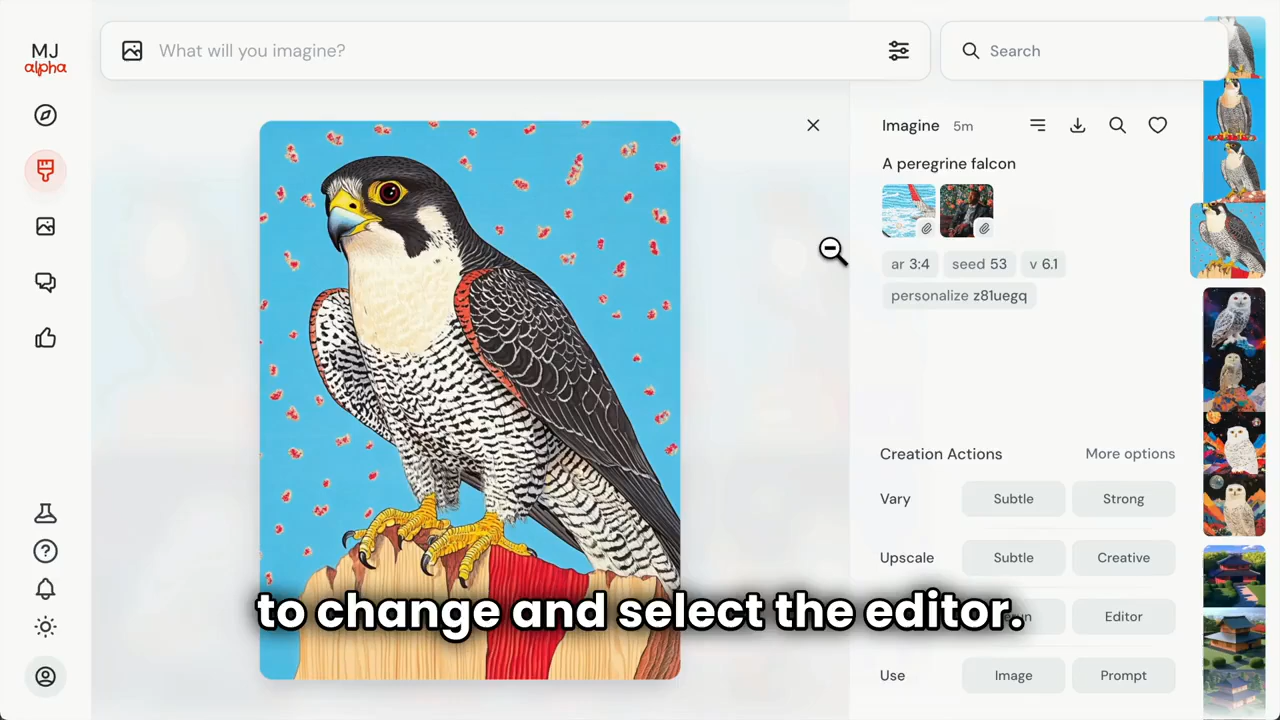 MJ
alpha
What will you imagine?
Search
Imagine 5m
A peregrine falcon
ar 3:4 seed 53 v 6.1
personalize z81uegq
Creation Actions More options
Vary Subtle Strong
Upscale Subtle Creative
to change and select the editor.
Editor
Use Image Prompt